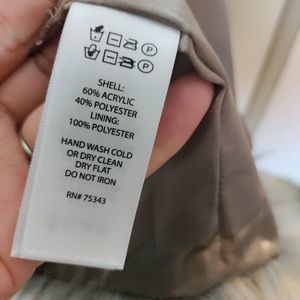 P
P
SHELL:
60% ACRYLIC
40% POLYESTER
LINING:
100% POLYESTER
HAND WASH COLD
OR DRY CLEAN
DRY FLAT
DO NOT IRON
RN# 75343